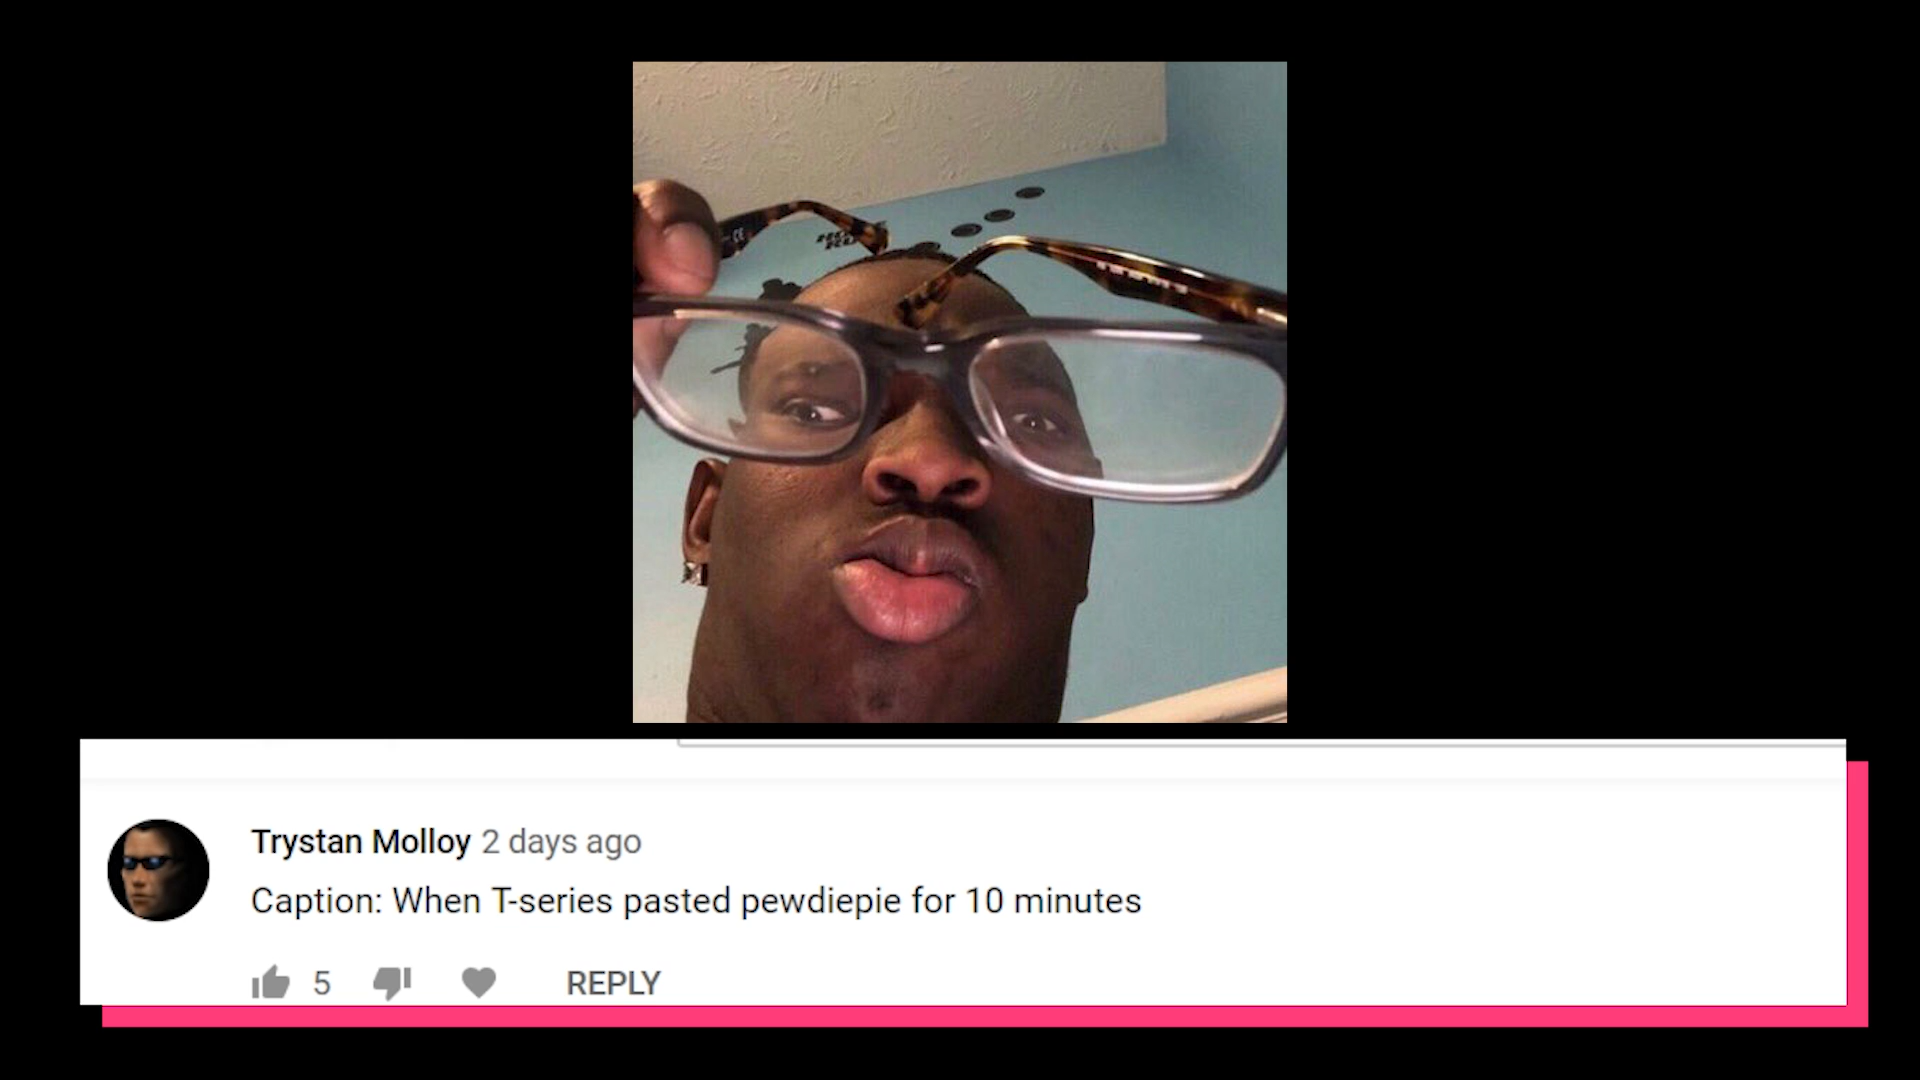 Trystan Molloy 2 days ago
Caption: When T-series pasted pewdiepie for 10 minutes
5
REPLY